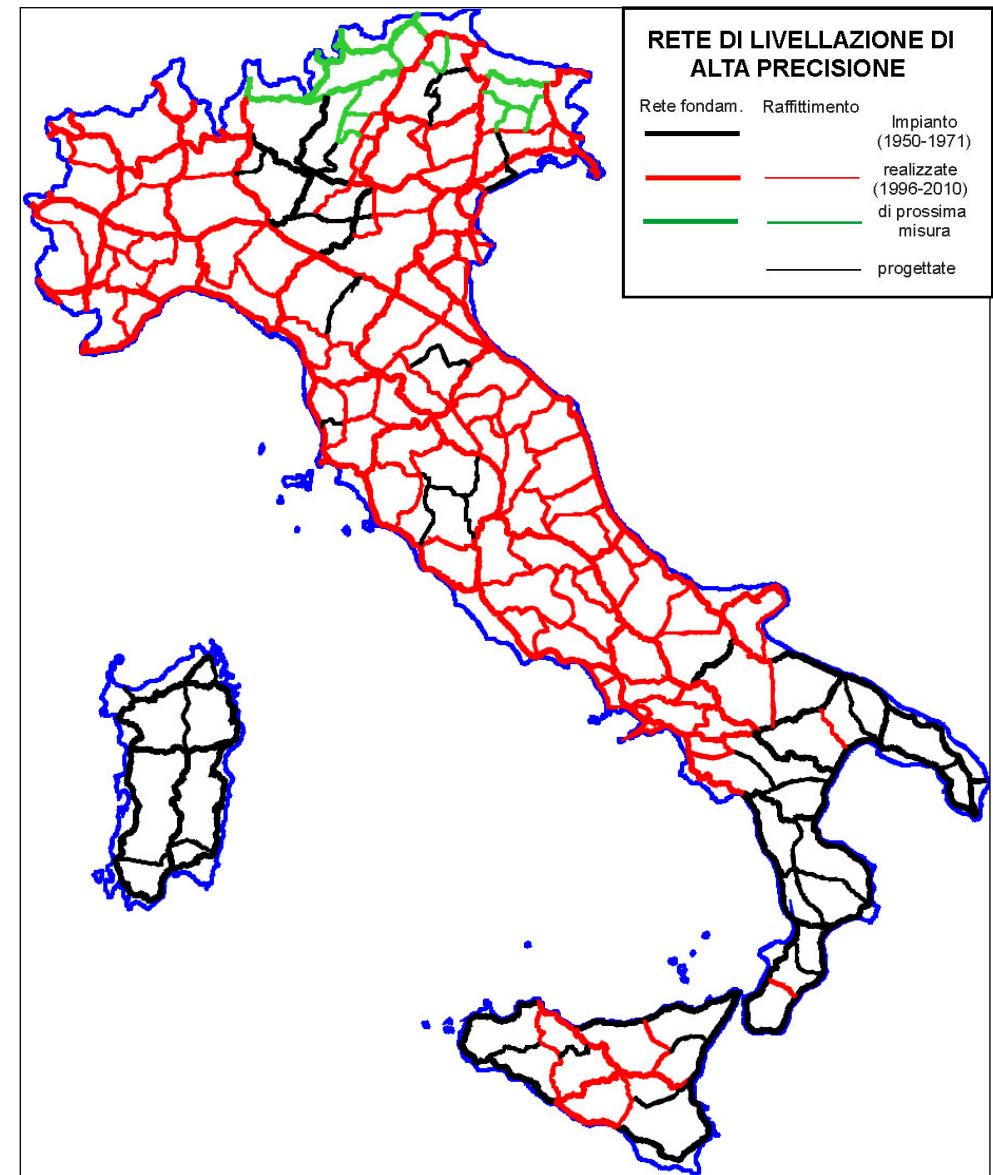 RETE DI LIVELLAZIONE DI
ALTA PRECISIONE
Rete fondam. Raffittimento
Impianto
(1950-1971)
realizzate
(1996-2010)
di prossima
misura
progettate